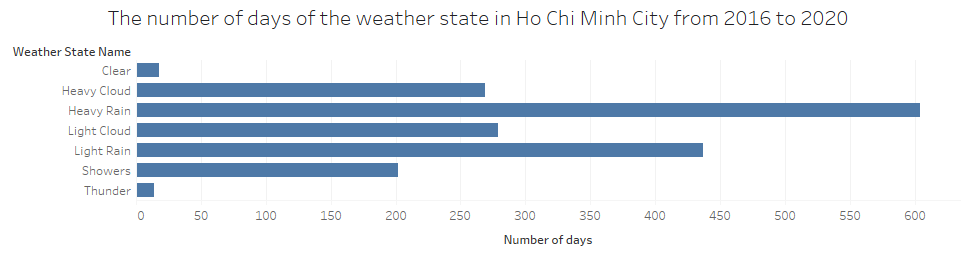 The number of days of the weather state in Ho Chi Minh City from 2016 to 2020
Weather State Name
Clear
Heavy Cloud
Heavy Rain
Light Cloud
Light Rain
Showers
Thunder
0 50 100 150 200 250 300 350 400 450 500 550 600
Number of days